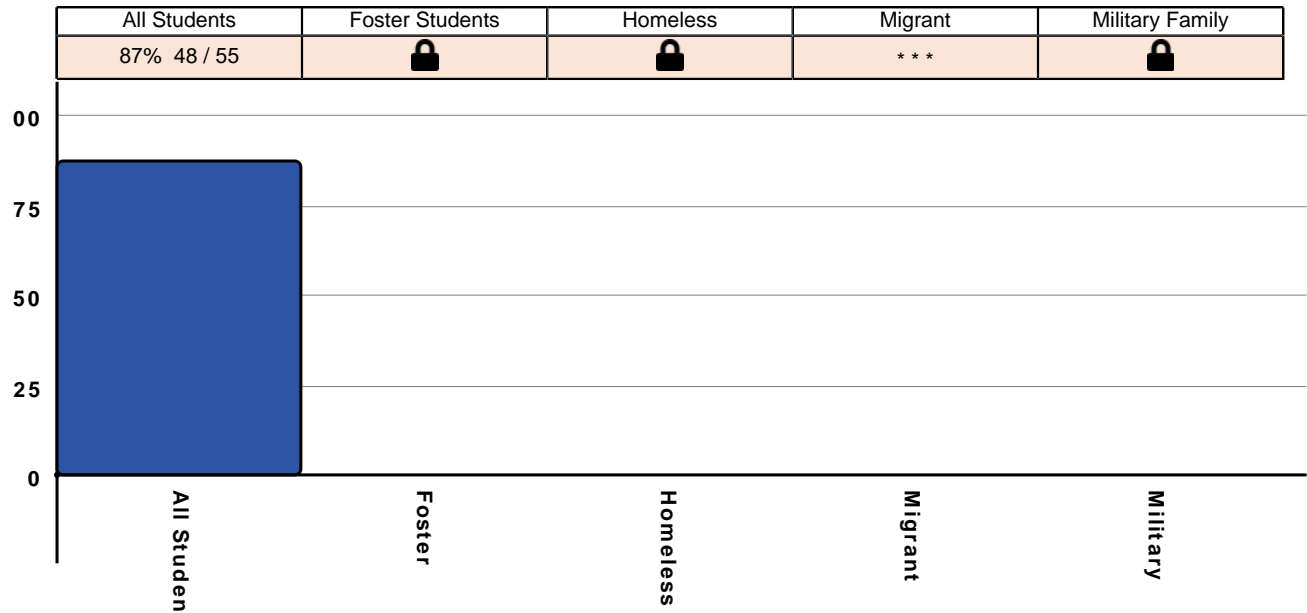 All Students Foster Students Homeless Migrant Military Family
87% 48 / 55 * * *
00
75
50
25
0
All Studen
Foster
Homeless
Migrant
Military